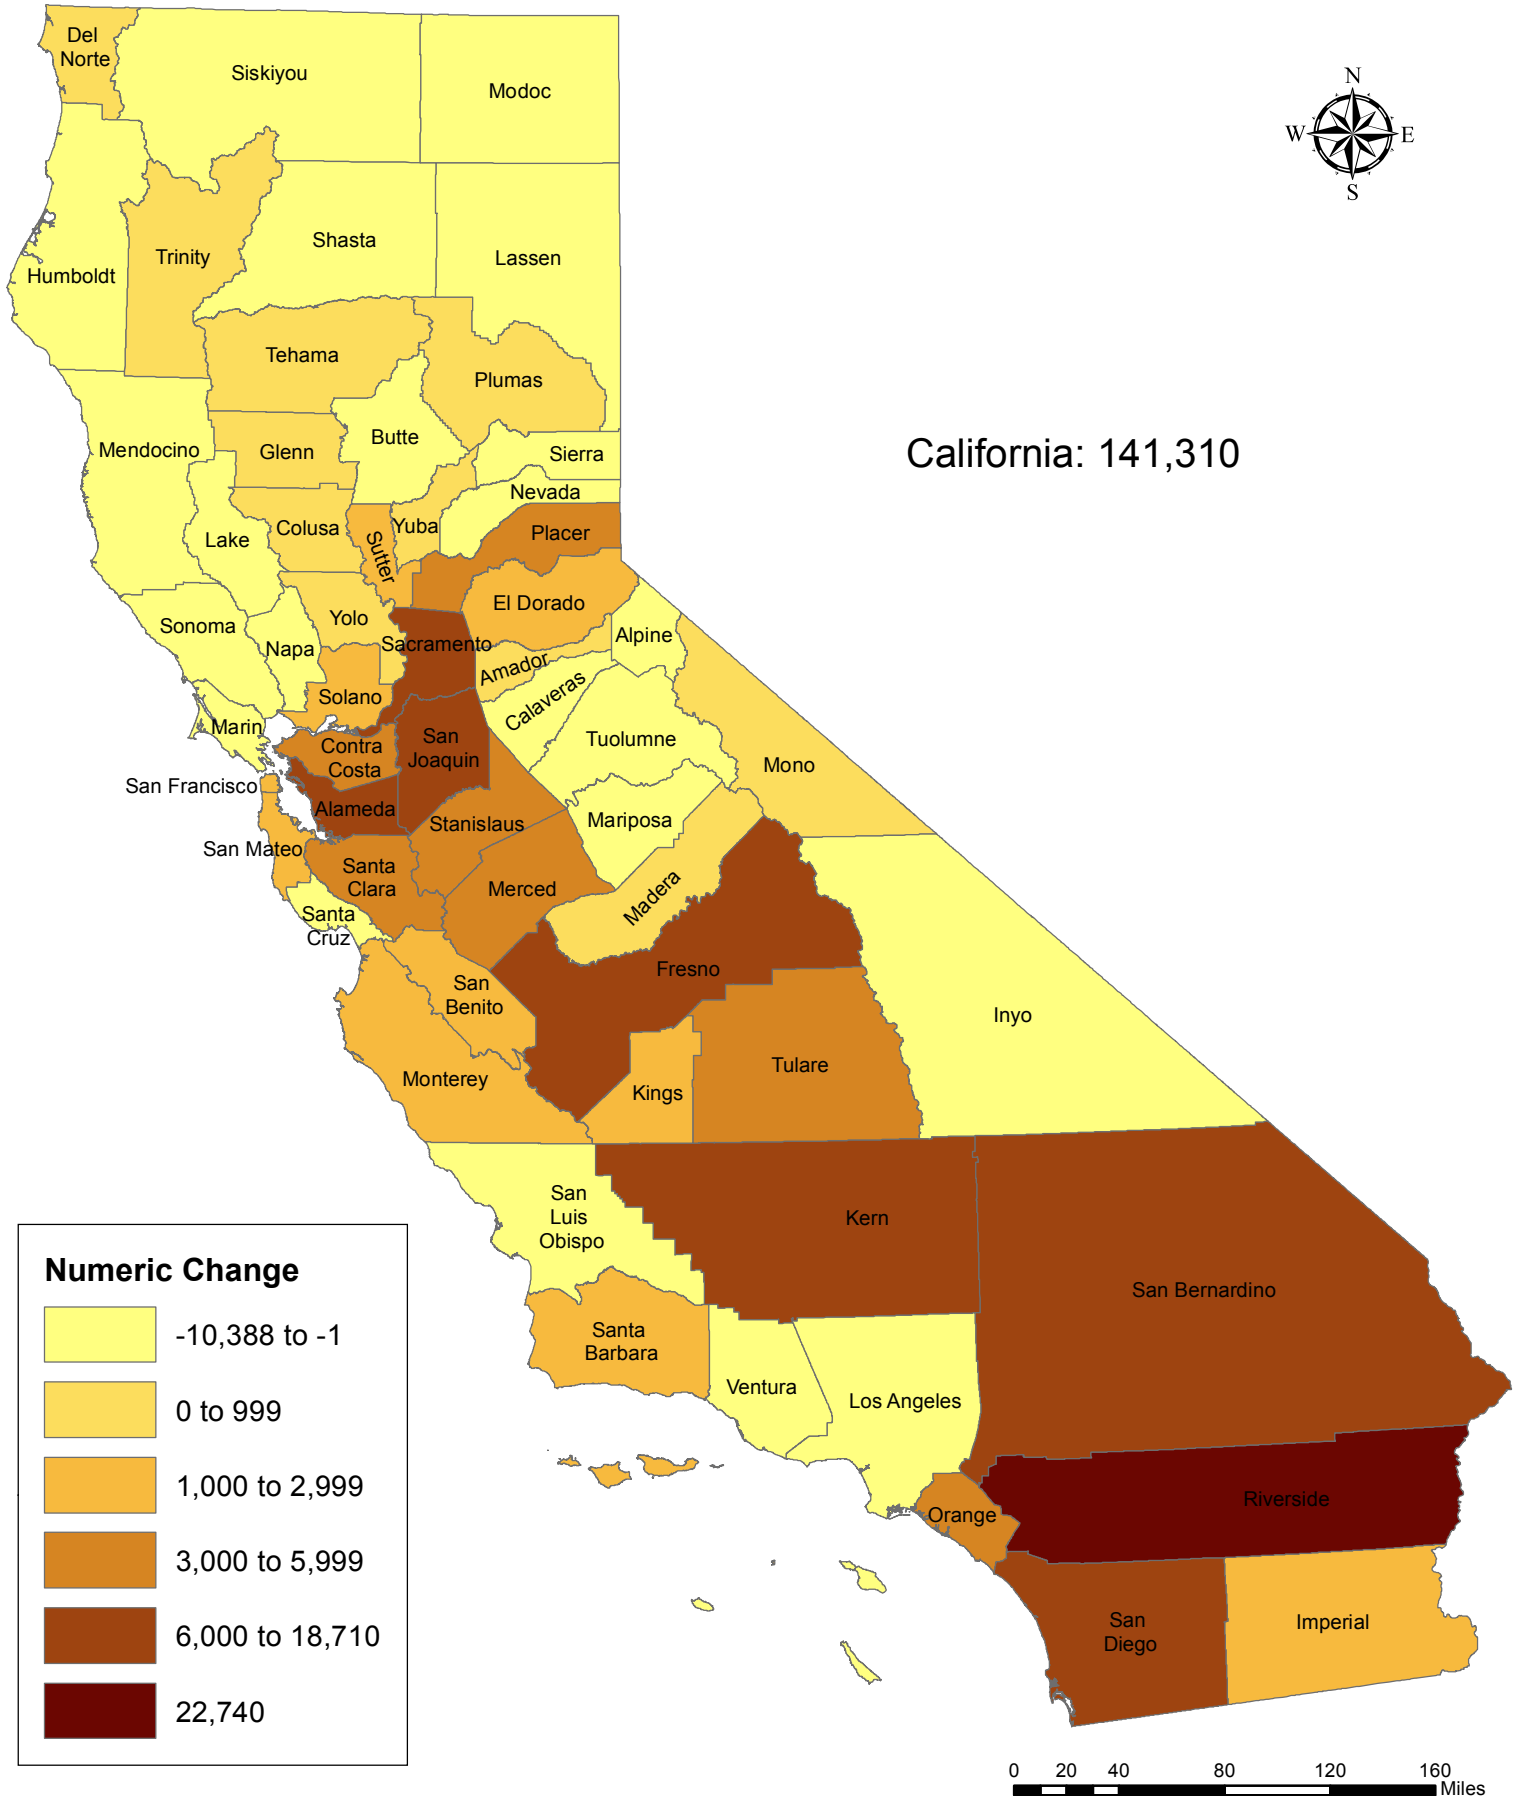 Del
Norte
Siskiyou
Modoc
N
W
E
S
Humboldt
Trinity
Shasta
Lassen
Tehama
Plumas
Mendocino
Glenn
Butte
Sierra
California: 141,310
Nevada
Lake
Colusa
Sutter
Yuba
Placer
Sonoma
Napa
Yolo
El Dorado
Sacramento
Alpine
Amador
Solano
Calaveras
Marin
Contra
Costa
San
Joaquin
Tuolumne
Mono
San Francisco
Alameda
Stanislaus
Mariposa
San Mateo
Santa
Clara
Merced
Madera
Santa
Cruz
Fresno
San
Benito
Inyo
Monterey
Kings
Tulare
San
Luis
Obispo
Kern
San Bernardino
Santa
Barbara
Ventura
Los Angeles
Orange
Riverside
San
Diego
Imperial
Numeric Change
-10,388 to -1
0 to 999
1,000 to 2,999
3,000 to 5,999
6,000 to 18,710
22,740
0 20 40 80 120 160
Miles